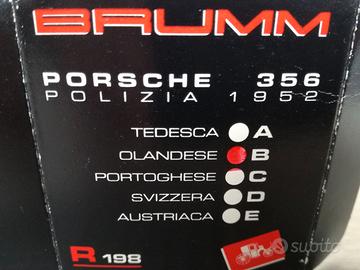 BRUMM
PORSCHE 356
POLIZIA 1952
TEDESCA A
OLANDESE B
PORTOGHESE C
SVIZZERA D
AUSTRIACA E
R 198
subito